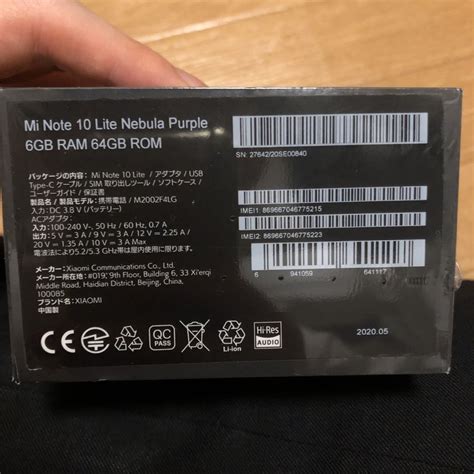 Mi Note 10 Lite Nebula Purple
6GB RAM 64GB ROM
パッケージの内容: Mi Note 10 Lite / アダプタ / USB
Type-C ケーブル / SIM 取り出しツール / ソフトケース /
ユーザーガイド / 保証書
製品名 / 製品モデル: 携帯電話 / M2002F4LG
入力: DC 3.8 V (バッテリー)
ACアダプター:
入力: 100-240 V~, 50 Hz / 60 Hz, 0.7 A
出力: 5 V = 3 A / 9 V = 3 A / 12 V = 2.25 A /
20 V = 1.35 A / 10 V = 3 A Max
電波法により5.2/5.3 GHz帯は屋内使用に限ります。
メーカー: Xiaomi Communications Co., Ltd.
メーカー所在地: #019, 9th Floor, Building 6, 33 Xi'erqi
Middle Road, Haidian District, Beijing, China,
100085
ブランド名: XIAOMI
中国製
CE
QC
PASS
Li-ion
Hi-Res
AUDIO
SN: 27642/20SE00840
IMEI1: 869667046775215
IMEI2: 869667046775223
6 941059 641117
2020.05